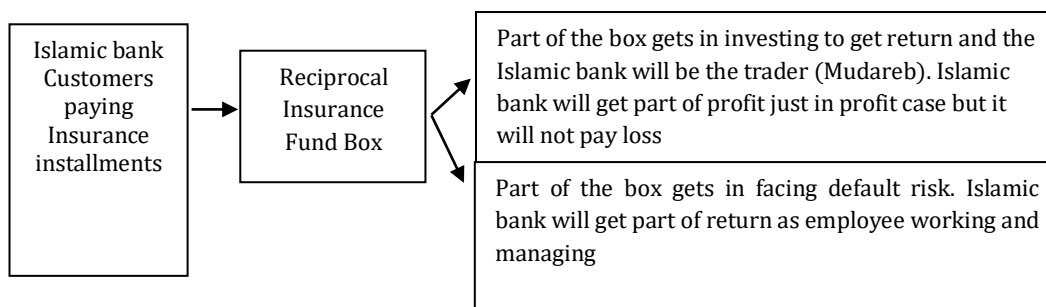 Islamic bank
Customers
paying
Insurance
installments
Reciprocal
Insurance
Fund Box
Part of the box gets in investing to get return and the
Islamic bank will be the trader (Mudareb). Islamic
bank will get part of profit just in profit case but it
will not pay loss
Part of the box gets in facing default risk. Islamic
bank will get part of return as employee working and
managing